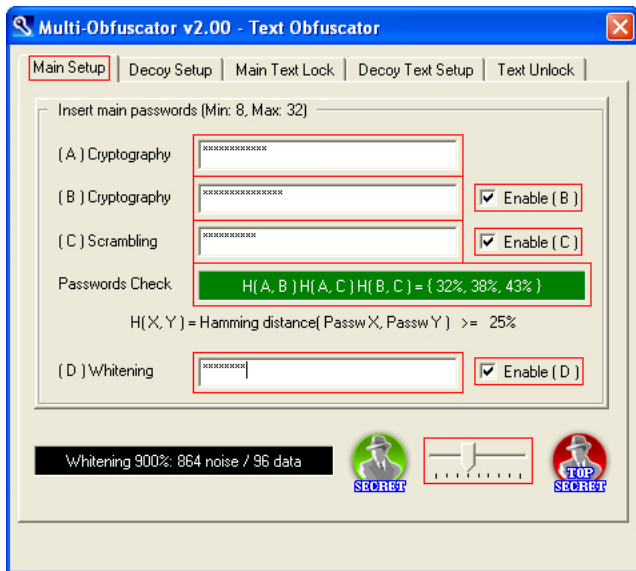 Multi-Obfuscator v2.00 - Text Obfuscator
Main Setup Decoy Setup Main Text Lock Decoy Text Setup Text Unlock
Insert main passwords (Min: 8, Max: 32)
( A ) Cryptography ************
( B ) Cryptography *************** Enable ( B )
( C ) Scrambling ********** Enable ( C )
Passwords Check H( A, B ) H( A, C ) H( B, C ) = { 32%, 38%, 43% }
H( X, Y ) = Hamming distance( Passw X, Passw Y ) >= 25%
( D ) Whitening ******** Enable ( D )
Whitening 900%: 864 noise / 96 data
SECRET
TOP
SECRET